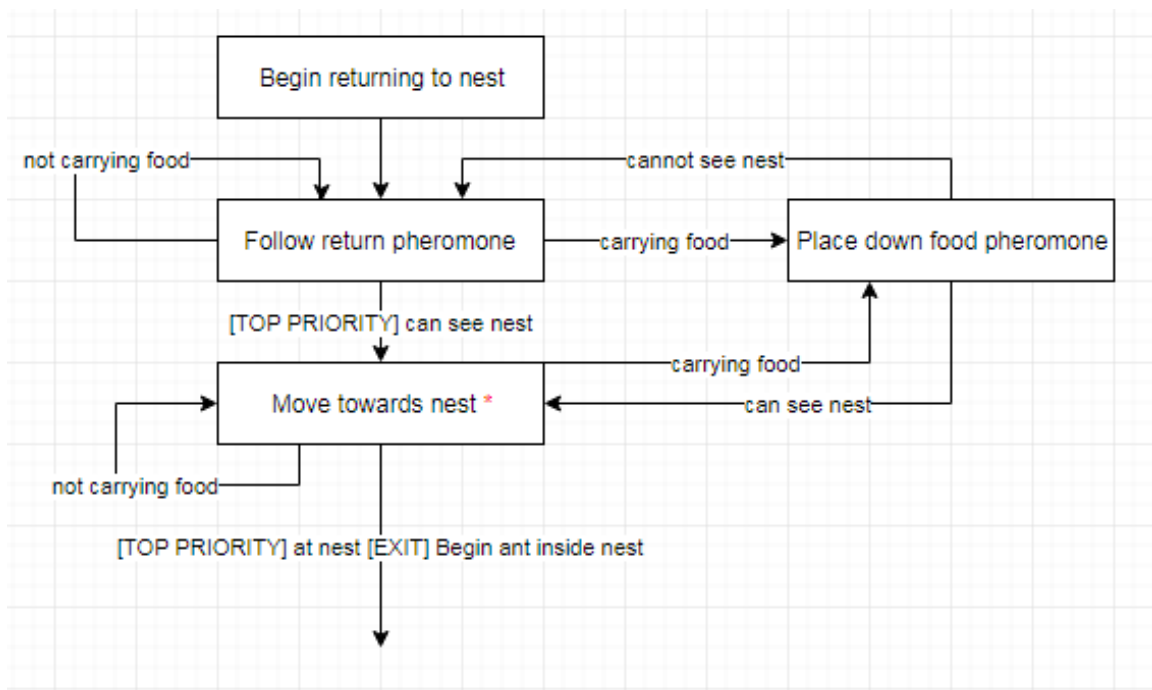 Begin returning to nest
not carrying food
cannot see nest
Follow return pheromone
carrying food
Place down food pheromone
[TOP PRIORITY] can see nest
carrying food
Move towards nest *
can see nest
not carrying food
[TOP PRIORITY] at nest [EXIT] Begin ant inside nest